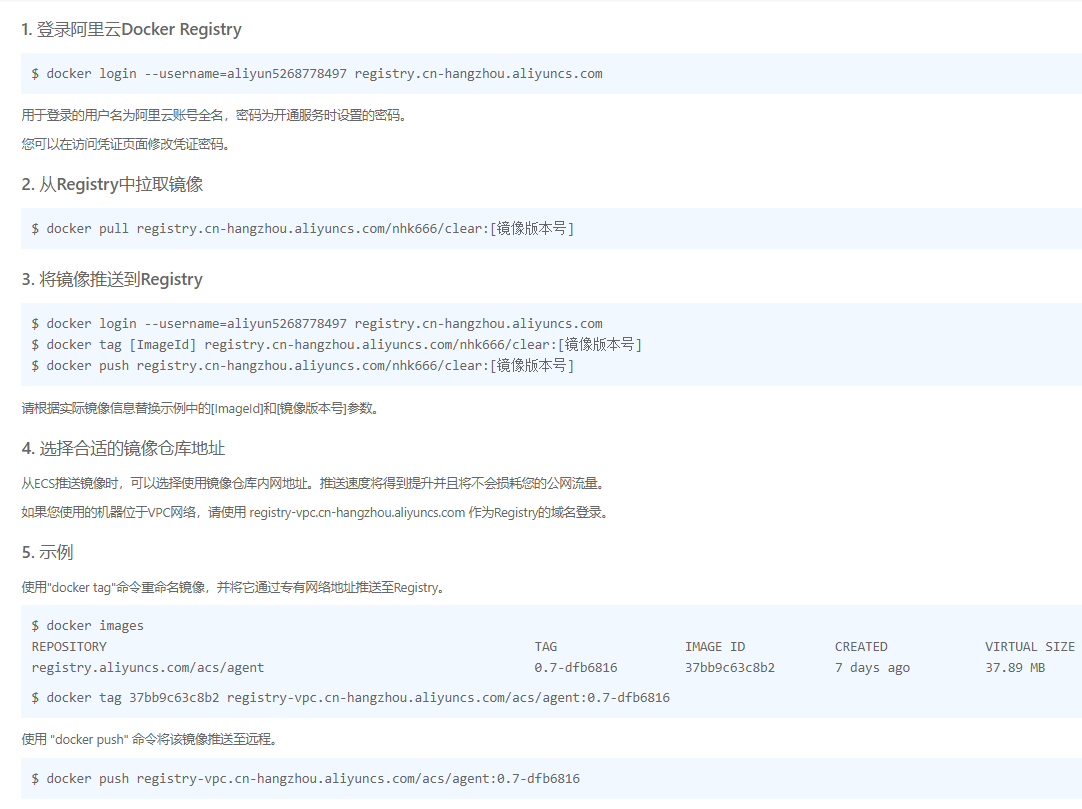 1. 登录阿里云Docker Registry
$ docker login --username=aliyun5268778497 registry.cn-hangzhou.aliyuncs.com
用于登录的用户名为阿里云账号全名，密码为开通服务时设置的密码。
您可以在访问凭证页面修改凭证密码。
2. 从Registry中拉取镜像
$ docker pull registry.cn-hangzhou.aliyuncs.com/nhk666/clear:[镜像版本号]
3. 将镜像推送到Registry
$ docker login --username=aliyun5268778497 registry.cn-hangzhou.aliyuncs.com
$ docker tag [ImageId] registry.cn-hangzhou.aliyuncs.com/nhk666/clear:[镜像版本号]
$ docker push registry.cn-hangzhou.aliyuncs.com/nhk666/clear:[镜像版本号]
请根据实际镜像信息替换示例中的[ImageId]和[镜像版本号]参数。
4. 选择合适的镜像仓库地址
从ECS推送镜像时，可以选择使用镜像仓库内网地址。推送速度将得到提升并且将不会损耗您的公网流量。
如果您使用的机器位于VPC网络，请使用 registry-vpc.cn-hangzhou.aliyuncs.com 作为Registry的域名登录。
5. 示例
使用"docker tag"命令重命名镜像，并将它通过专有网络地址推送至Registry。
$ docker images
REPOSITORY TAG IMAGE ID CREATED VIRTUAL SIZE
registry.aliyuncs.com/acs/agent 0.7-dfb6816 37bb9c63c8b2 7 days ago 37.89 MB
$ docker tag 37bb9c63c8b2 registry-vpc.cn-hangzhou.aliyuncs.com/acs/agent:0.7-dfb6816
使用 "docker push" 命令将该镜像推送至远程。
$ docker push registry-vpc.cn-hangzhou.aliyuncs.com/acs/agent:0.7-dfb6816